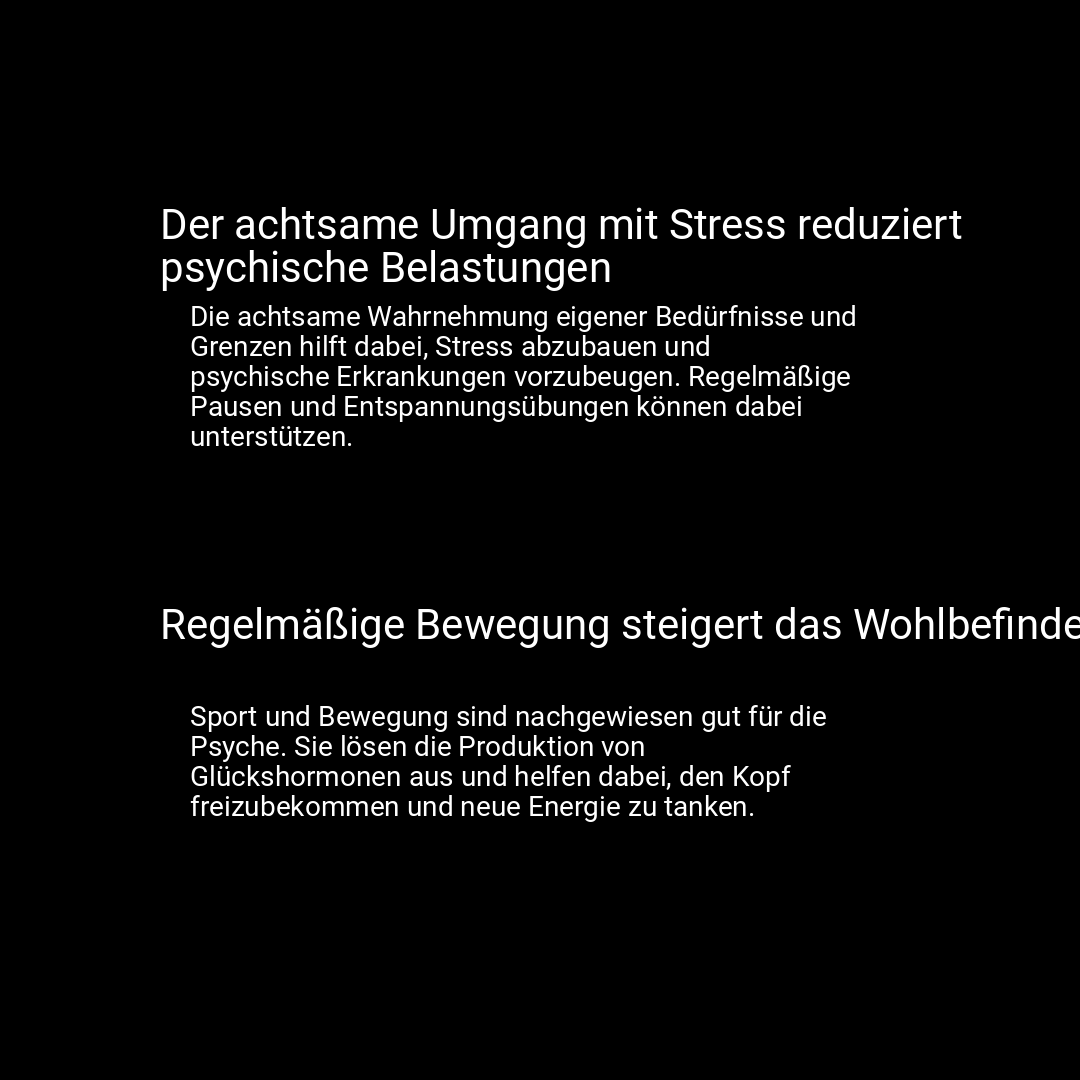 Der achtsame Umgang mit Stress reduziert
psychische Belastungen
Die achtsame Wahrnehmung eigener Bedürfnisse und
Grenzen hilft dabei, Stress abzubauen und
psychische Erkrankungen vorzubeugen. Regelmäßige
Pausen und Entspannungsübungen können dabei
unterstützen.
Regelmäßige Bewegung steigert das Wohlbefinde
Sport und Bewegung sind nachgewiesen gut für die
Psyche. Sie lösen die Produktion von
Glückshormonen aus und helfen dabei, den Kopf
freizubekommen und neue Energie zu tanken.